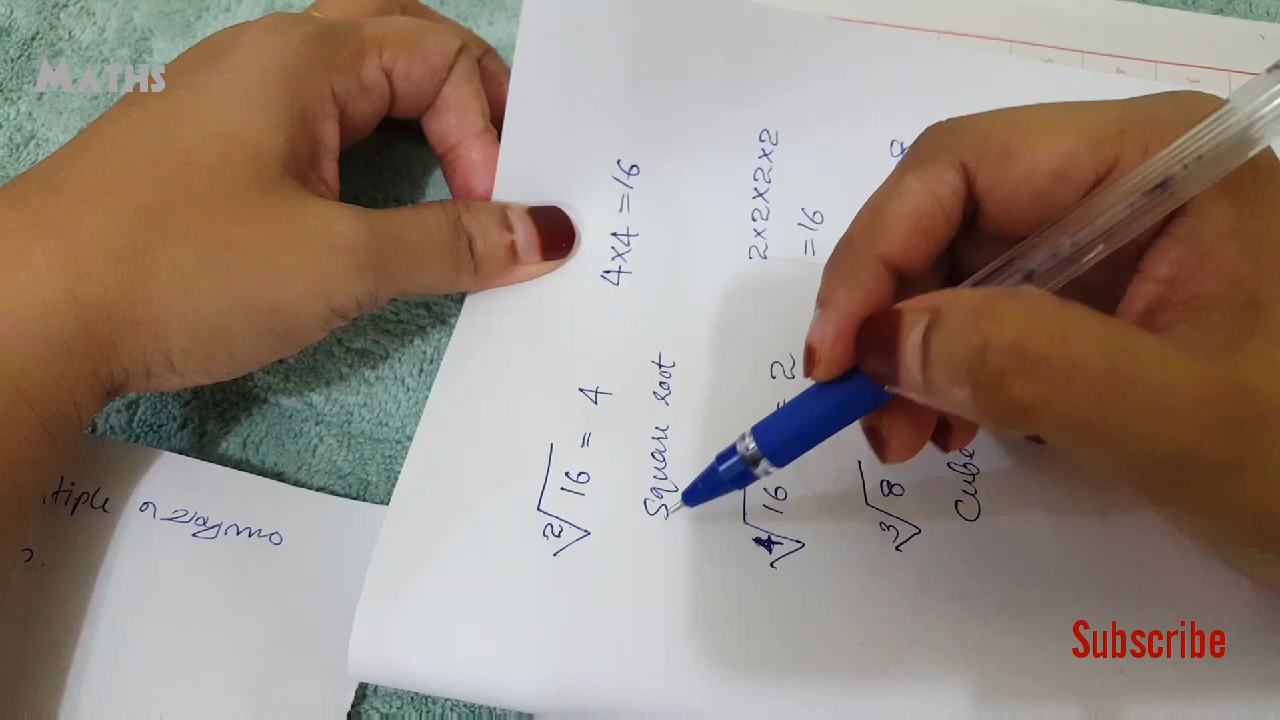 MATHS
²√16 = 4    4×4 = 16
Square root
⁴√16 = 2    2×2×2×2
= 16
³√8    8
Cube
Subscribe